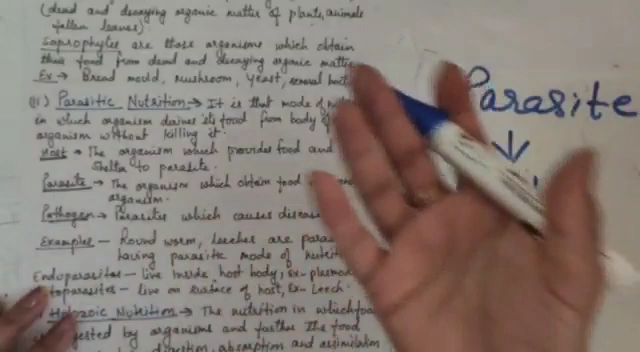 (dead and decaying organic matter of plants, animals
fallen leaves)
Saprophytes are those organisms which obtain
their food from dead and decaying organic matter
Ex → Bread mould, Mushroom, Yeast, several
(ii) Parasitic Nutrition → It is that mode of
in which organism derives its food from body of
organism without killing it.
Host → The organism which provides food and
shelter to parasite.
Parasite → The organism which obtain food
organism.
Pathogen → Parasites which causes
Examples – Round worm, Leeches are
having parasitic mode of
Endoparasites – live inside host body, Ex –
live on surface of host, Ex – Leech.
Holozoic Nutrition → The nutrition in which food
by organisms and further the food
digestion, absorption and assimilation
Parasite
↓